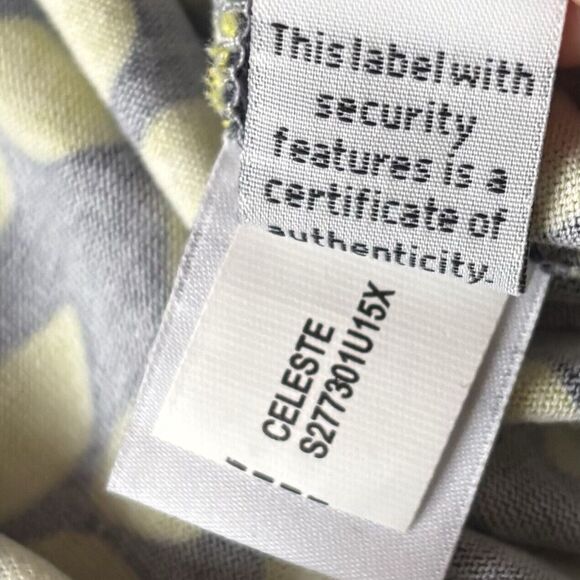 This label with
security
features is a
certificate of
authenticity.
CELESTE
S277301U15X